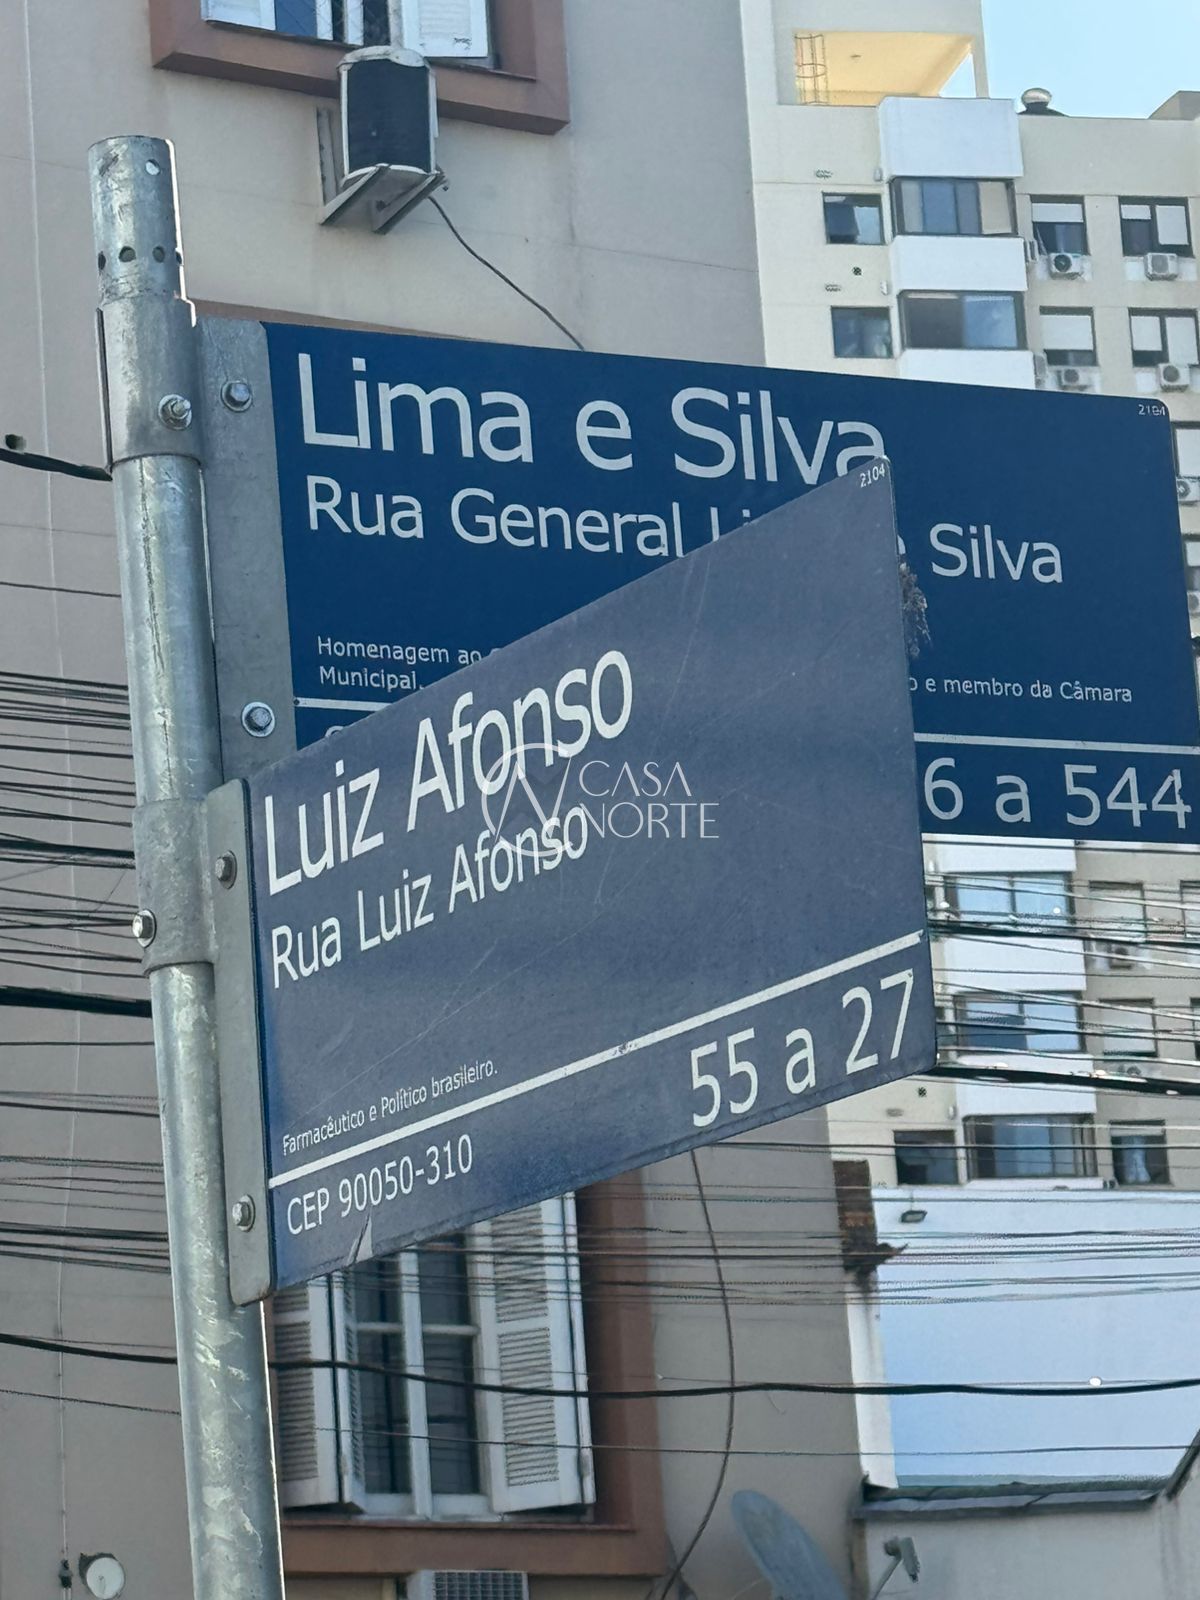 Lima e Silva
2104
Rua General Silva
Homenagem ao
Municipal.
e membro da Câmara
6 a 544
2104
Luiz Afonso
Rua Luiz Afonso
CASA
NORTE
Farmacêutico e Político brasileiro.
55 a 27
CEP 90050-310